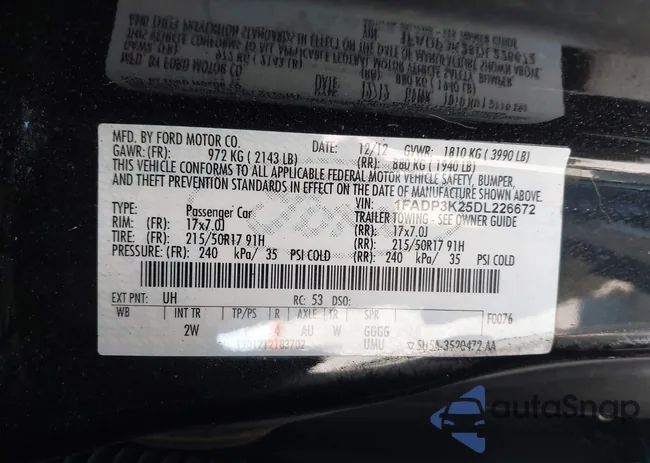 MFD. BY FORD MOTOR CO.
DATE: 12/12 GVWR: 1810 KG ( 3990 LB)
GAWR: (FR): 972 KG ( 2143 LB) (RR): 880 KG ( 1940 LB)
THIS VEHICLE CONFORMS TO ALL APPLICABLE FEDERAL MOTOR VEHICLE SAFETY, BUMPER,
AND THEFT PREVENTION STANDARDS IN EFFECT ON THE DATE OF MANUFACTURE SHOWN ABOVE.
VIN: 1FADP3K25DL226672
TYPE: Passenger Car TRAILER TOWING - SEE OWNER GUIDE
RIM: (FR): 17x7.0J (RR): 17x7.0J
TIRE: (FR): 215/50R17 91H (RR): 215/50R17 91H
PRESSURE: (FR): 240 kPa/ 35 PSI COLD (RR): 240 kPa/ 35 PSI COLD
EXT PNT: UH RC: 53 DSO:
WB INT TR TP/PS R AXLE TR SPR F0076
2W 4 AU W GGGG
UMU
autoSnap